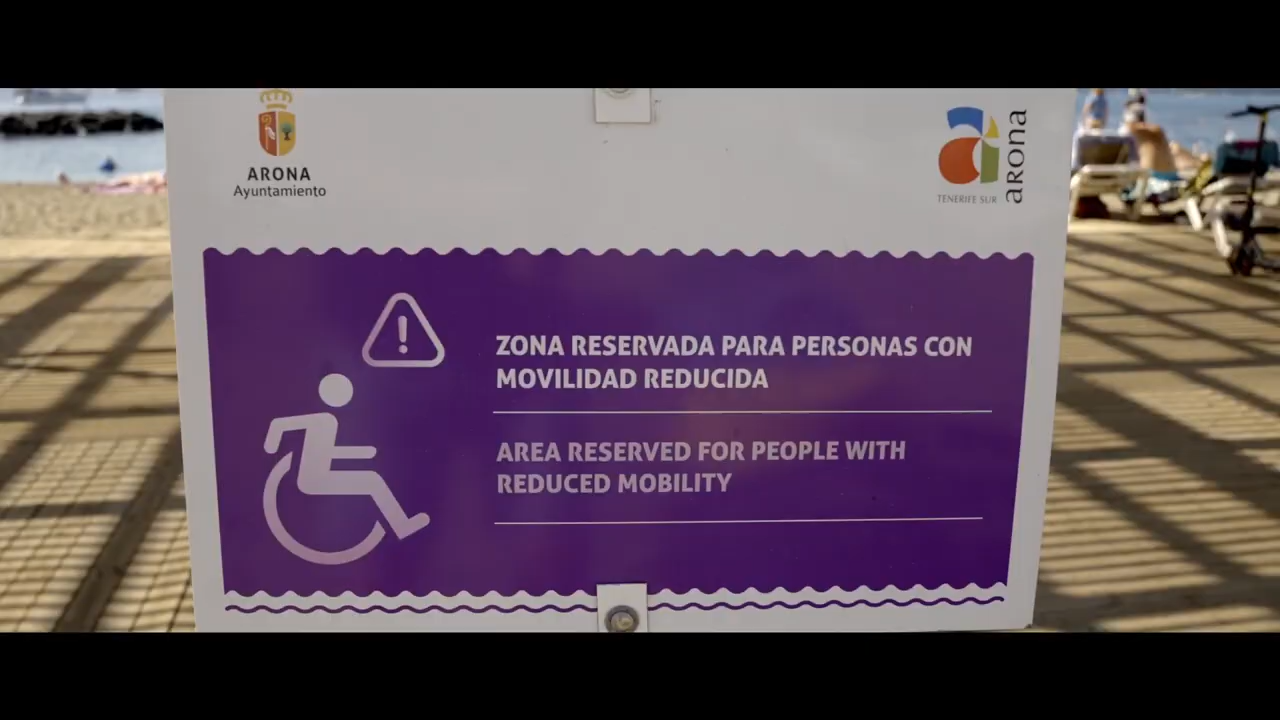 ARONA
Ayuntamiento
TENERIFE SUR
arona
ZONA RESERVADA PARA PERSONAS CON
MOVILIDAD REDUCIDA
AREA RESERVED FOR PEOPLE WITH
REDUCED MOBILITY